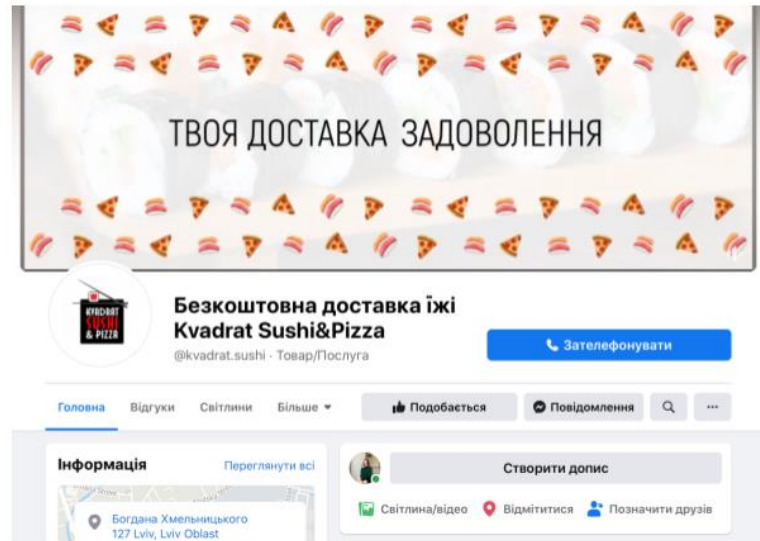 ТВОЯ ДОСТАВКА ЗАДОВОЛЕННЯ
KVADRAT
SUSHI
& PIZZA
Безкоштовна доставка їжі
Kvadrat Sushi&Pizza
@kvadrat.sushi · Товар/Послуга
Зателефонувати
Головна Відгуки Світлини Більше Подобається Повідомлення
Інформація Переглянути всі
Створити допис
Світлина/відео Відмітитися Позначити друзів
Богдана Хмельницького
127 Lviv, Lviv Oblast